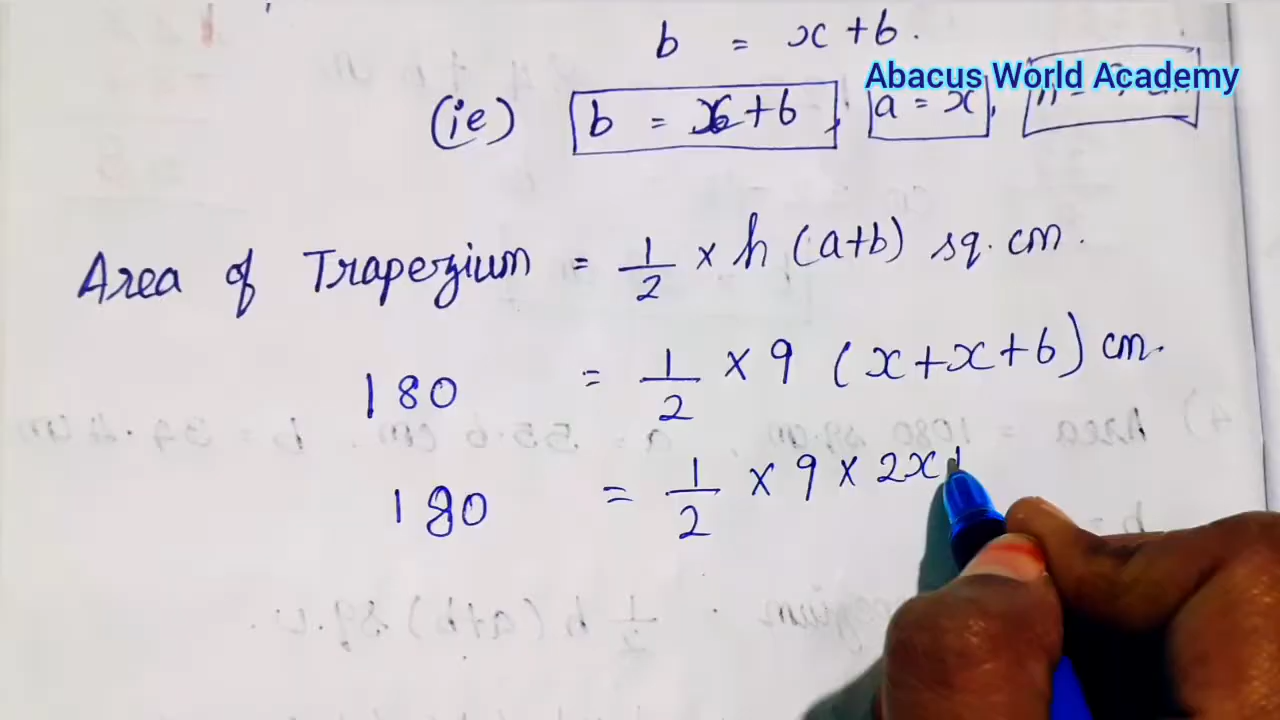 b = x + 6.
Abacus World Academy
(ie) b = x + 6, a = x,
Area of Trapezium = 1/2 × h (a+b) sq. cm.
180 = 1/2 × 9 (x+x+6) cm.
180 = 1/2 × 9 × 2x